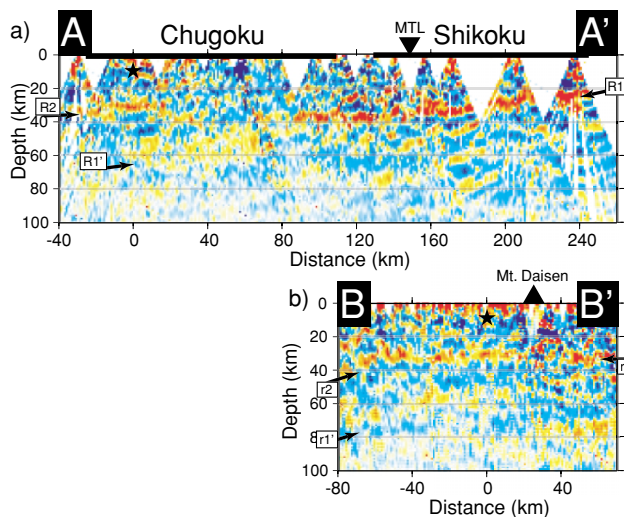 a) A Chugoku MTL Shikoku A'
Depth (km)
0
20
40
60
80
100
R2
R1'
R1
-40 0 40 80 120 160 200 240
Distance (km)
Mt. Daisen
b) B B'
Depth (km)
0
20
40
60
80
100
r2
r1'
r
-80 -40 0 40
Distance (km)